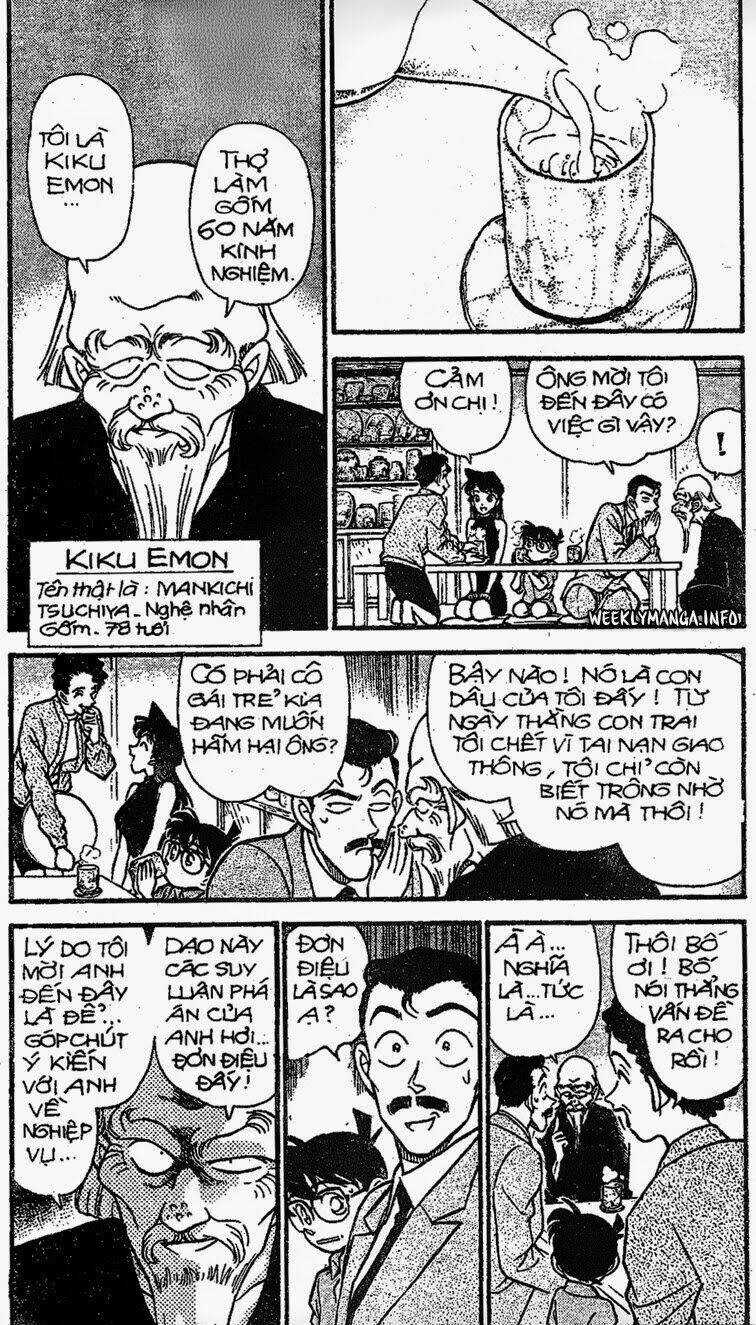 TÔI LÀ
KIKU
EMON
...
THỢ
LÀM
GỐM
60 NĂM
KINH
NGHIỆM.
KIKU EMON
Tên thật là : MANKICHI
TSUCHIYA_Nghệ nhân
Gốm_ 78 tuổi
CẢM
ƠN CHỊ !
ÔNG MỜI TÔI
ĐẾN ĐÂY CÓ
VIỆC GÌ VẬY?
!
WEEKLYMANGA.INFO
CÓ PHẢI CÔ
GÁI TRẺ KÌA
ĐANG MUỐN
HÃM HẠI ÔNG?
BẬY NÀO! NÓ LÀ CON
DÂU CỦA TÔI ĐẤY ! TỪ
NGÀY THẰNG CON TRAI
TÔI CHẾT VÌ TAI NẠN GIAO
THÔNG, TÔI CHỈ CÒN
BIẾT TRÔNG NHỜ
NÓ MÀ THÔI !
LÝ DO TÔI
MỜI ANH
ĐẾN ĐÂY
LÀ ĐỂ...
GÓP CHÚT
Ý KIẾN
VỚI ANH
VỀ
NGHIỆP
VỤ...
DẠO NÀY
CÁC SUY
LUẬN PHÁ
ÁN CỦA
ANH HƠI...
ĐƠN ĐIỆU
ĐẤY!
ĐƠN
ĐIỆU
LÀ SAO
Ạ?
À À...
NGHĨA
LÀ...TỨC
LÀ...
THÔI BỐ
ƠI ! BỐ
NÓI THẲNG
VẤN ĐỀ
RA CHO
RỒI !